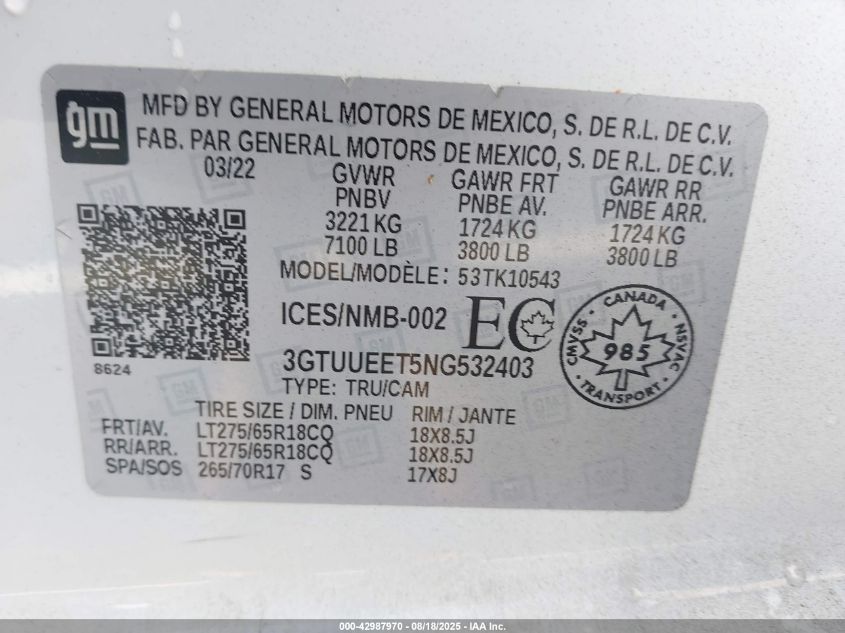 gm
MFD BY GENERAL MOTORS DE MEXICO, S. DE R.L. DE C.V.
FAB. PAR GENERAL MOTORS DE MEXICO, S. DE R.L. DE C.V.
03/22 GVWR GAWR FRT GAWR RR
PNBV PNBE AV. PNBE ARR.
3221 KG 1724 KG 1724 KG
7100 LB 3800 LB 3800 LB
MODEL/MODÈLE: 53TK10543
ICES/NMB-002 EC
CANADA
CMVSS 985 NSVAC
TRANSPORT
8624
3GTUUEET5NG532403
TYPE: TRU/CAM
TIRE SIZE / DIM. PNEU RIM / JANTE
FRT/AV. LT275/65R18CQ 18X8.5J
RR/ARR. LT275/65R18CQ 18X8.5J
SPA/SOS 265/70R17 S 17X8J
000-42987970 — 08/18/2025 - IAA Inc.